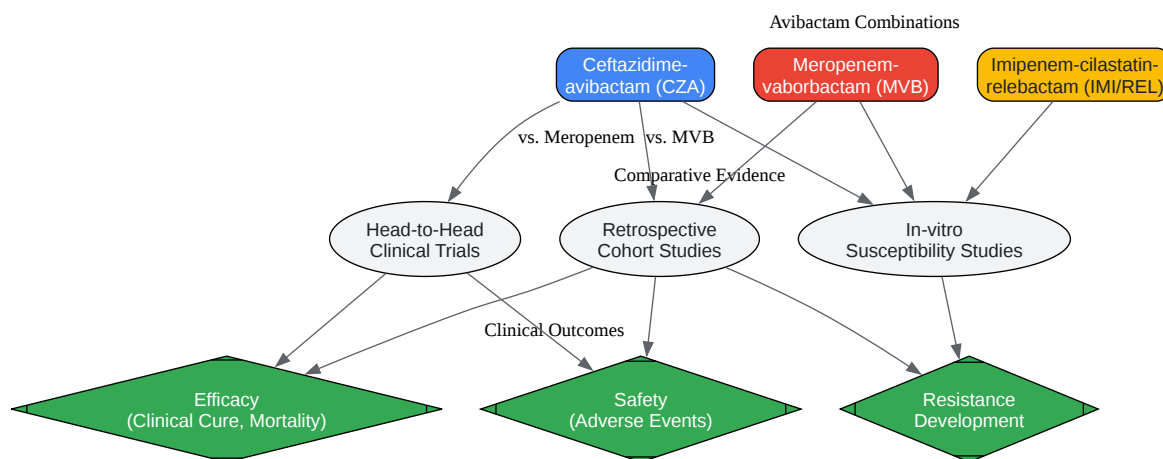 Avibactam Combinations
Ceftazidime-
avibactam (CZA)
Meropenem-
vaborbactam (MVB)
Imipenem-cilastatin-
relebactam (IMI/REL)
vs. Meropenem
vs. MVB
Comparative Evidence
Head-to-Head
Clinical Trials
Retrospective
Cohort Studies
In-vitro
Susceptibility Studies
Clinical Outcomes
Efficacy
(Clinical Cure, Mortality)
Safety
(Adverse Events)
Resistance
Development